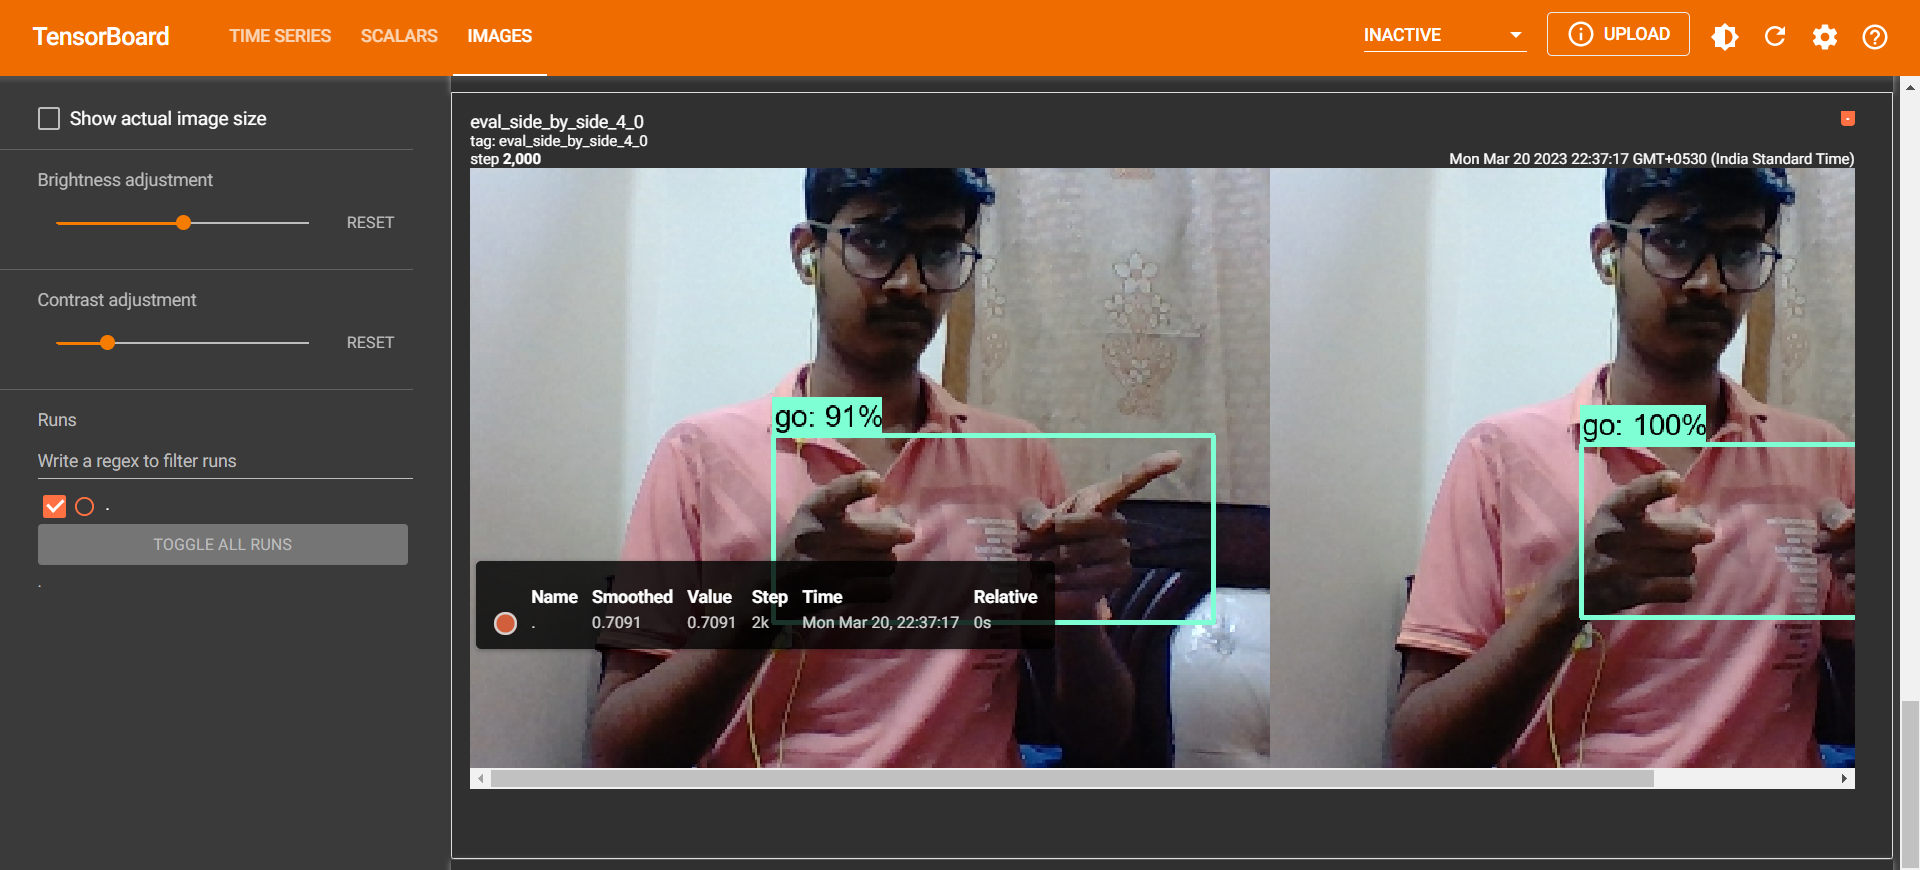 TensorBoard
TIME SERIES
SCALARS
IMAGES
INACTIVE
UPLOAD
Show actual image size
Brightness adjustment
RESET
Contrast adjustment
RESET
Runs
Write a regex to filter runs
.
TOGGLE ALL RUNS
.
eval_side_by_side_4_0
tag: eval_side_by_side_4_0
step 2,000
Mon Mar 20 2023 22:37:17 GMT+0530 (India Standard Time)
go: 91%
go: 100%
Name Smoothed Value Step Time Relative
. 0.7091 0.7091 2k Mon Mar 20, 22:37:17 0s